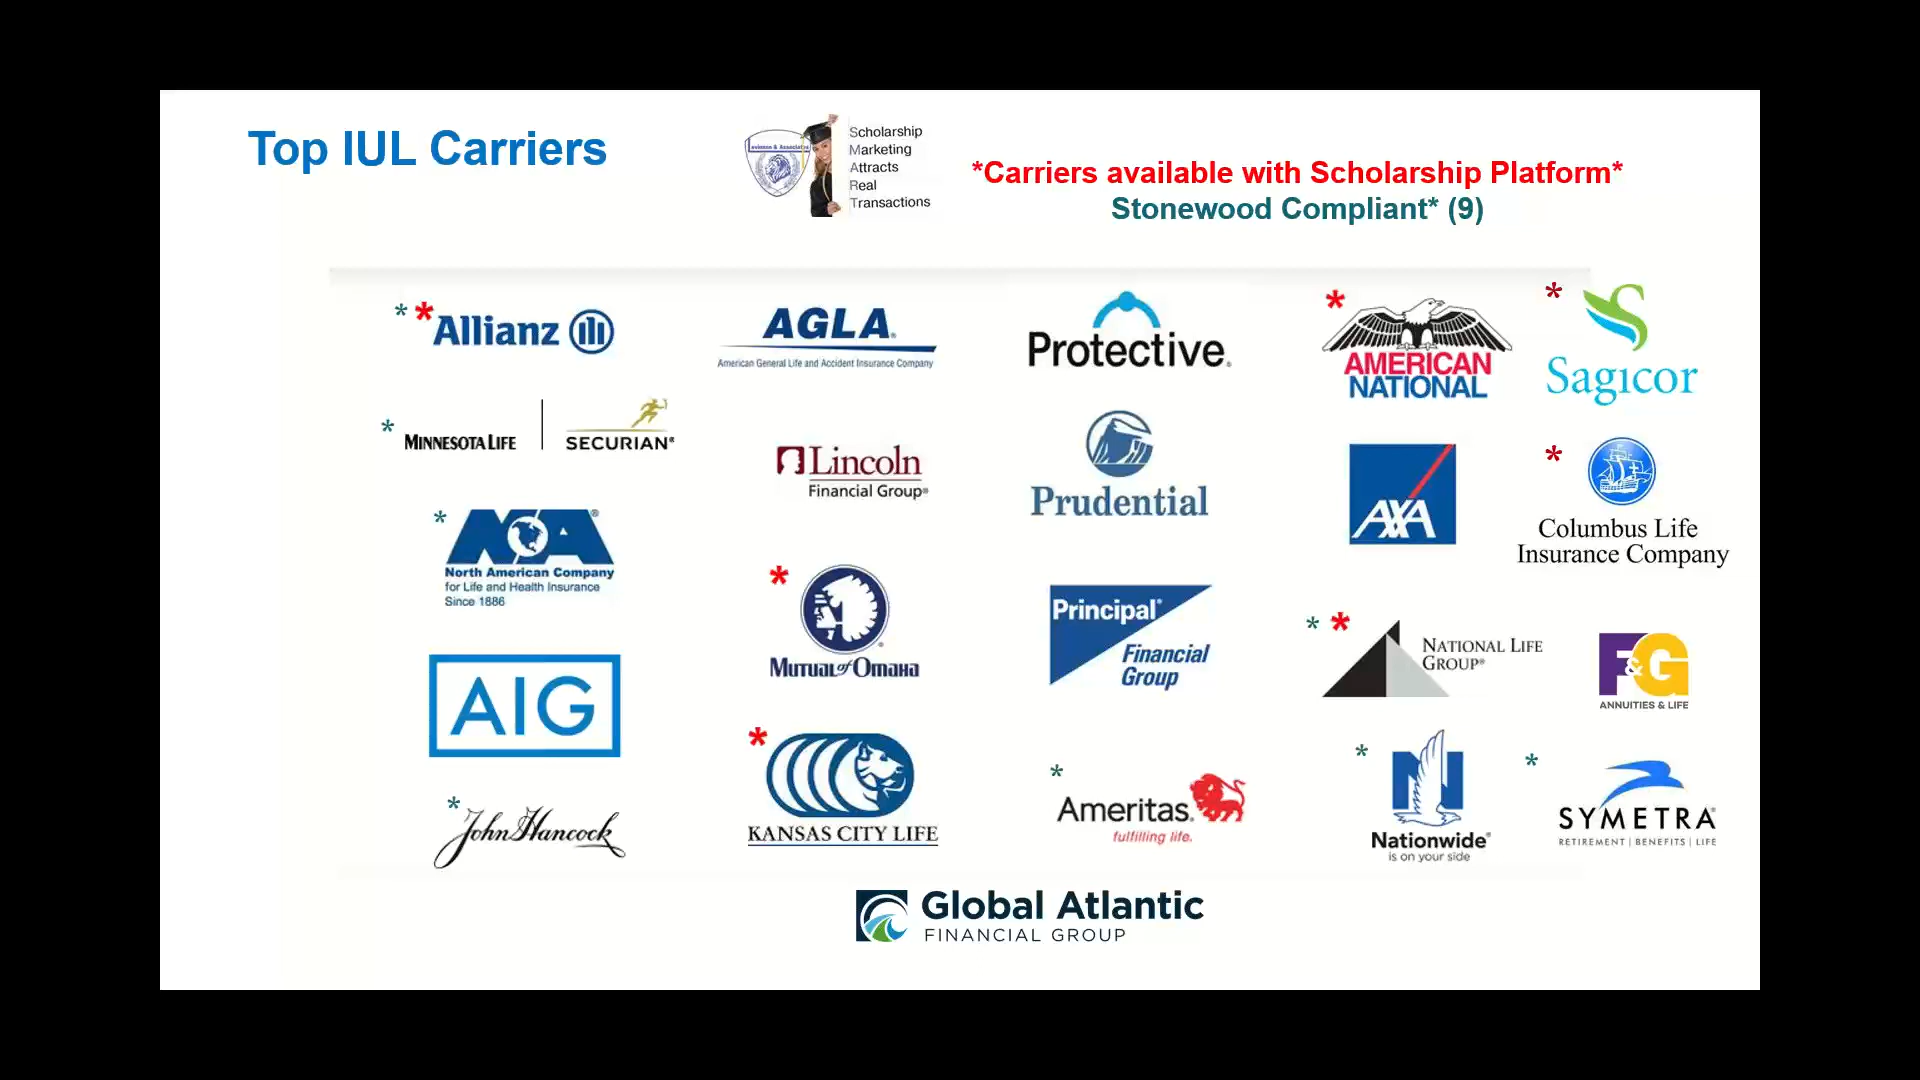 Top IUL Carriers
Levinson & Associates
Scholarship
Marketing
Attracts
Real
Transactions
*Carriers available with Scholarship Platform*
Stonewood Compliant* (9)
* *Allianz
AGLA®
American General Life and Accident Insurance Company
Protective®
*
AMERICAN
NATIONAL
*
Sagicor
* MINNESOTA LIFE | SECURIAN®
Lincoln
Financial Group®
Prudential
AXA
*
Columbus Life
Insurance Company
*
NA®
North American Company
for Life and Health Insurance
Since 1886
*
Mutual of Omaha
Principal®
Financial
Group
* *
NATIONAL LIFE
GROUP®
F&G
ANNUITIES & LIFE
AIG
*
KANSAS CITY LIFE
*
Ameritas®
fulfilling life.
*
N
Nationwide®
is on your side
*
SYMETRA®
RETIREMENT | BENEFITS | LIFE
*
John Hancock
Global Atlantic
FINANCIAL GROUP